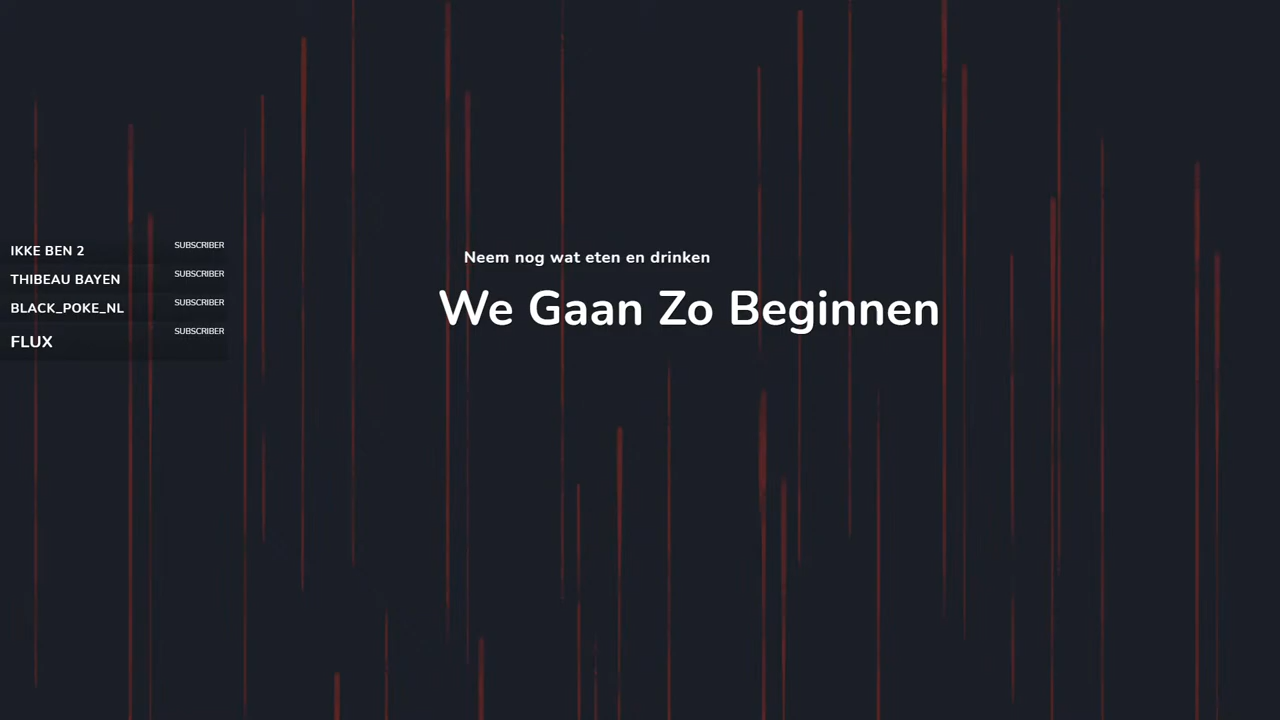 IKKE BEN 2 SUBSCRIBER
THIBEAU BAYEN SUBSCRIBER
BLACK_POKE_NL SUBSCRIBER
FLUX SUBSCRIBER
Neem nog wat eten en drinken
We Gaan Zo Beginnen